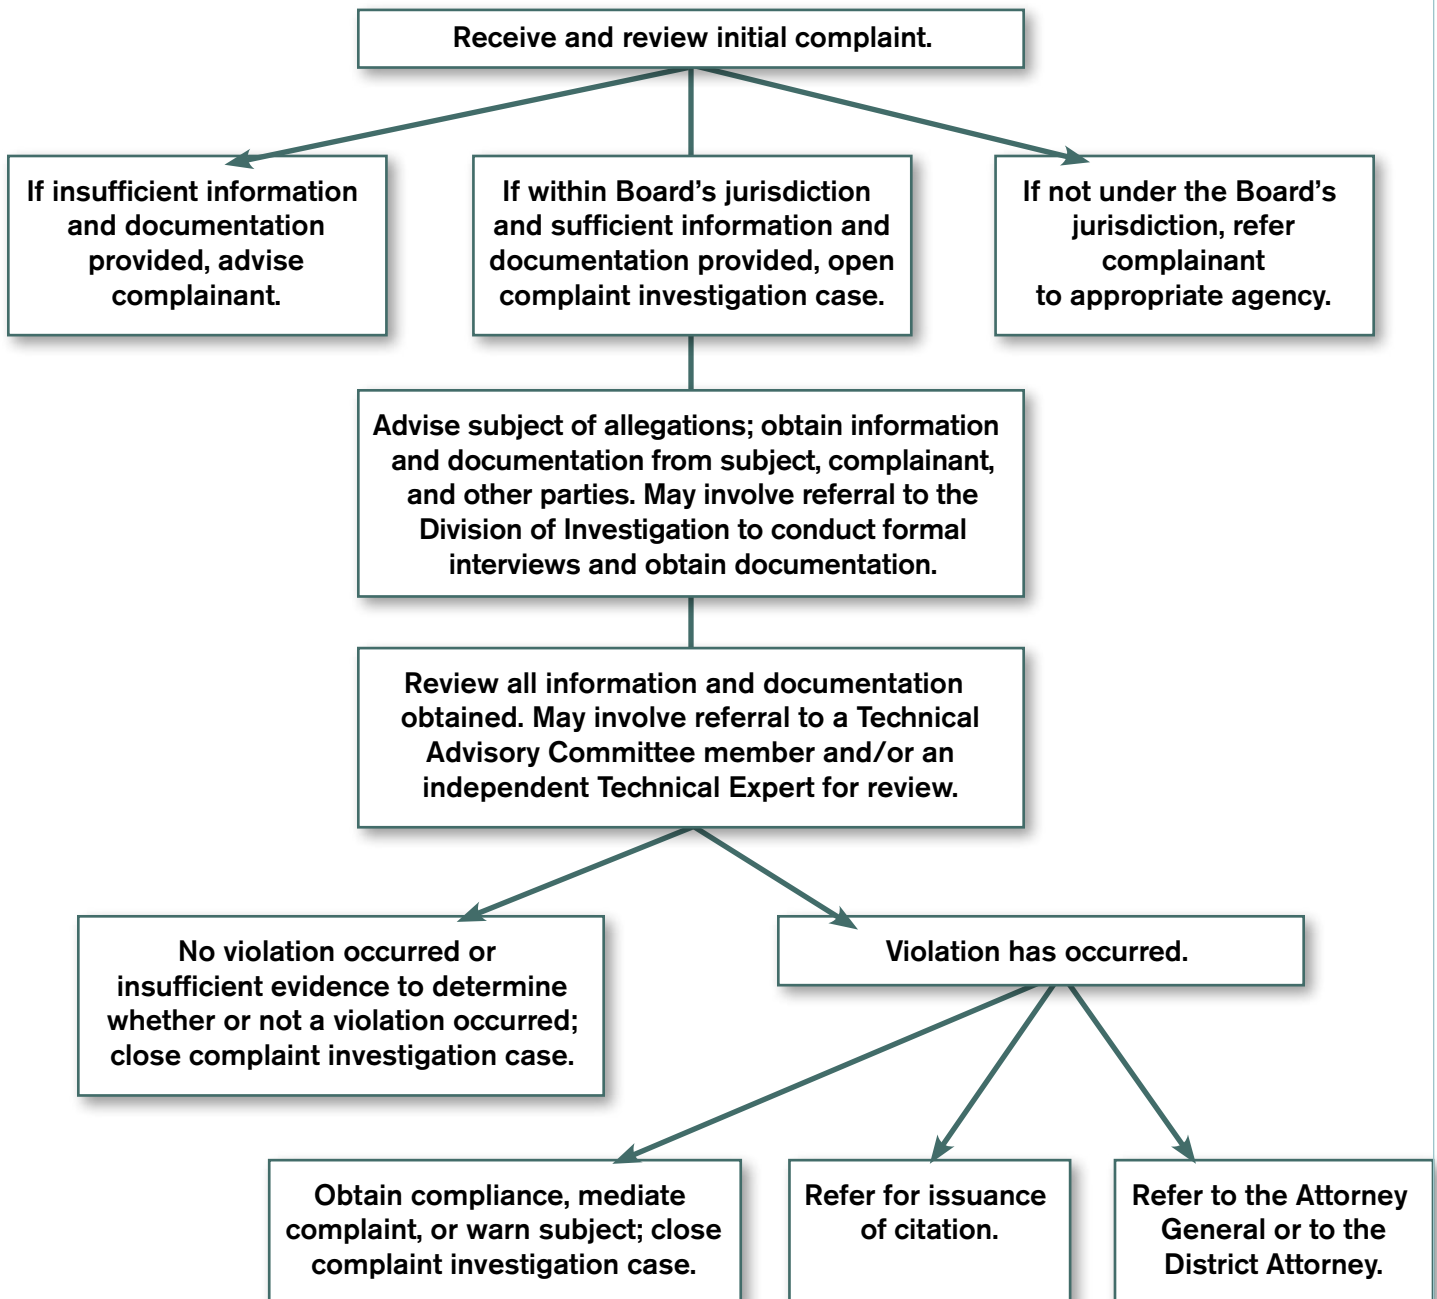 Receive and review initial complaint.
If insufficient information
and documentation
provided, advise
complainant.
If within Board’s jurisdiction
and sufficient information and
documentation provided, open
complaint investigation case.
If not under the Board’s
jurisdiction, refer
complainant
to appropriate agency.
Advise subject of allegations; obtain information
and documentation from subject, complainant,
and other parties. May involve referral to the
Division of Investigation to conduct formal
interviews and obtain documentation.
Review all information and documentation
obtained. May involve referral to a Technical
Advisory Committee member and/or an
independent Technical Expert for review.
No violation occurred or
insufficient evidence to determine
whether or not a violation occurred;
close complaint investigation case.
Violation has occurred.
Obtain compliance, mediate
complaint, or warn subject; close
complaint investigation case.
Refer for issuance
of citation.
Refer to the Attorney
General or to the
District Attorney.